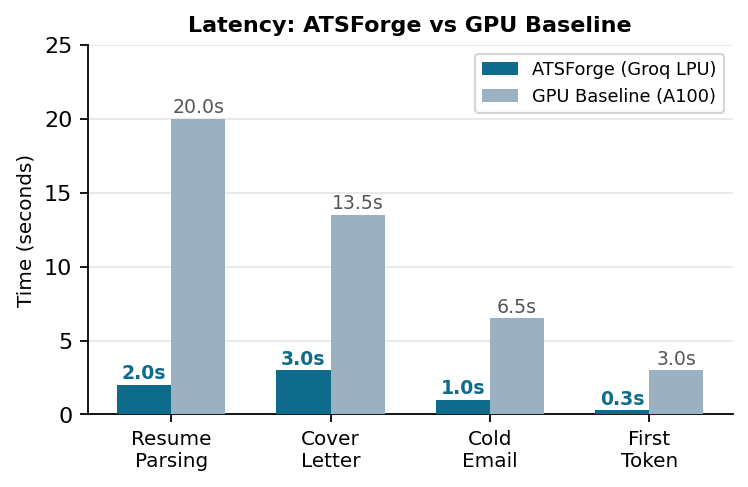 Latency: ATSForge vs GPU Baseline
ATSForge (Groq LPU)
GPU Baseline (A100)
Time (seconds)
25
20
15
10
5
0
2.0s
20.0s
3.0s
13.5s
1.0s
6.5s
0.3s
3.0s
Resume
Parsing
Cover
Letter
Cold
Email
First
Token